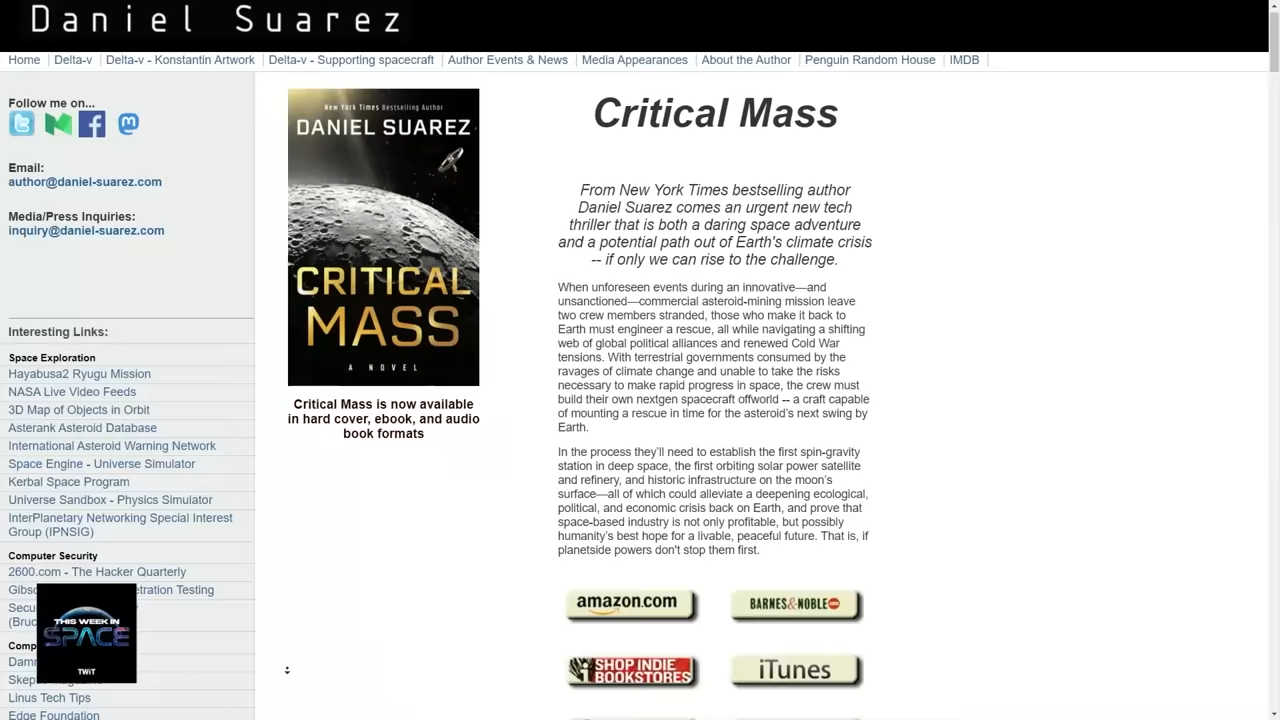 Daniel Suarez
Home
Delta-v
Delta-v - Konstantin Artwork
Delta-v - Supporting spacecraft
Author Events & News
Media Appearances
About the Author
Penguin Random House
IMDB
Follow me on...
Email:
author@daniel-suarez.com
Media/Press Inquiries:
inquiry@daniel-suarez.com
Interesting Links:
Space Exploration
Hayabusa2 Ryugu Mission
NASA Live Video Feeds
3D Map of Objects in Orbit
Asterank Asteroid Database
International Asteroid Warning Network
Space Engine - Universe Simulator
Kerbal Space Program
Universe Sandbox - Physics Simulator
InterPlanetary Networking Special Interest
Group (IPNSIG)
Computer Security
2600.com - The Hacker Quarterly
Testing
Linus Tech Tips
Edge Foundation
THIS WEEK IN
SPACE
TWiT
New York Times Bestselling Author
DANIEL SUAREZ
CRITICAL
MASS
A NOVEL
Critical Mass is now available
in hard cover, ebook, and audio
book formats
Critical Mass
From New York Times bestselling author
Daniel Suarez comes an urgent new tech
thriller that is both a daring space adventure
and a potential path out of Earth's climate crisis
-- if only we can rise to the challenge.
When unforeseen events during an innovative—and
unsanctioned—commercial asteroid-mining mission leave
two crew members stranded, those who make it back to
Earth must engineer a rescue, all while navigating a shifting
web of global political alliances and renewed Cold War
tensions. With terrestrial governments consumed by the
ravages of climate change and unable to take the risks
necessary to make rapid progress in space, the crew must
build their own nextgen spacecraft offworld -- a craft capable
of mounting a rescue in time for the asteroid's next swing by
Earth.
In the process they'll need to establish the first spin-gravity
station in deep space, the first orbiting solar power satellite
and refinery, and historic infrastructure on the moon's
surface—all of which could alleviate a deepening ecological,
political, and economic crisis back on Earth, and prove that
space-based industry is not only profitable, but possibly
humanity's best hope for a livable, peaceful future. That is, if
planetside powers don't stop them first.
amazon.com
BARNES&NOBLE
SHOP INDIE
BOOKSTORES
iTunes